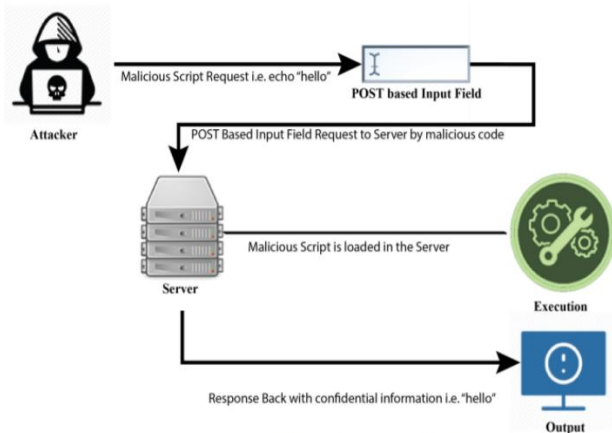 Malicious Script Request i.e. echo “hello”
Attacker
POST based Input Field
POST Based Input Field Request to Server by malicious code
Malicious Script is loaded in the Server
Server
Execution
Response Back with confidential information i.e. “hello”
Output